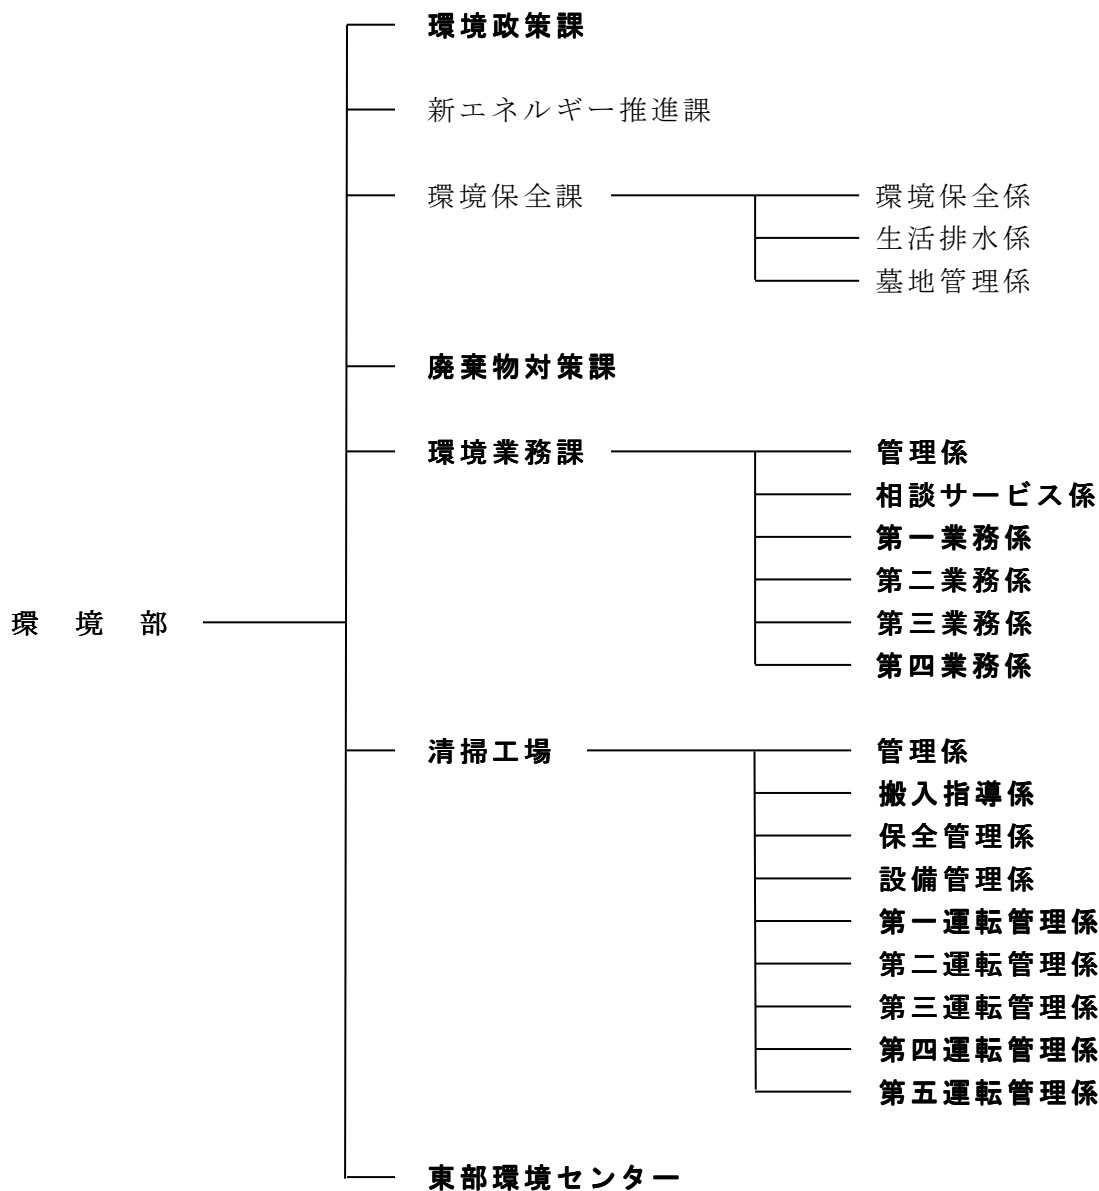 環境政策課
新エネルギー推進課
環境保全課 環境保全係
生活排水係
墓地管理係
廃棄物対策課
環境業務課 管理係
相談サービス係
第一業務係
第二業務係
環境部 第三業務係
第四業務係
清掃工場 管理係
搬入指導係
保全管理係
設備管理係
第一運転管理係
第二運転管理係
第三運転管理係
第四運転管理係
第五運転管理係
東部環境センター